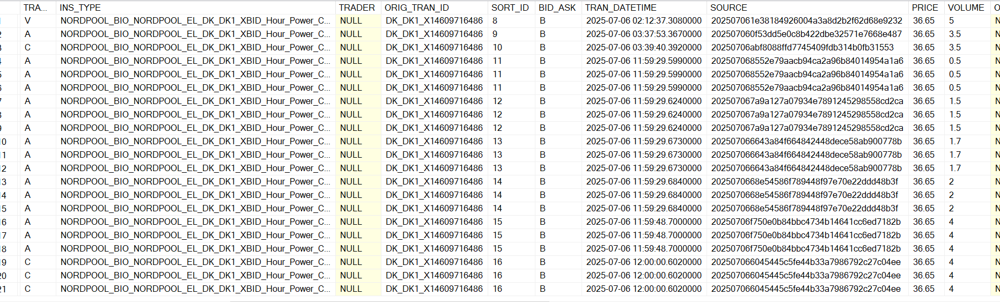 TRA... INS_TYPE TRADER ORIG_TRAN_ID SORT_ID BID_ASK TRAN_DATETIME SOURCE PRICE VOLUME O
1 V NORDPOOL_BIO_NORDPOOL_EL_DK_DK1_XBID_Hour_Power_C... NULL DK_DK1_X14609716486 8 B 2025-07-06 02:12:37.3080000 202507061e38184926004a3a8d2b2f62d68e9232 36.65 5 N
2 A NORDPOOL_BIO_NORDPOOL_EL_DK_DK1_XBID_Hour_Power_C... NULL DK_DK1_X14609716486 9 B 2025-07-06 03:37:53.3670000 202507060f53dd5e0c8b422dbe32571e7668e487 36.65 3.5 N
3 C NORDPOOL_BIO_NORDPOOL_EL_DK_DK1_XBID_Hour_Power_C... NULL DK_DK1_X14609716486 10 B 2025-07-06 03:39:40.3920000 20250706abf8088ffd7745409fdb314b0fb31553 36.65 3.5 N
4 A NORDPOOL_BIO_NORDPOOL_EL_DK_DK1_XBID_Hour_Power_C... NULL DK_DK1_X14609716486 11 B 2025-07-06 11:59:29.5990000 202507068552e79aacb94ca2a96b84014954a1a6 36.65 0.5 N
5 A NORDPOOL_BIO_NORDPOOL_EL_DK_DK1_XBID_Hour_Power_C... NULL DK_DK1_X14609716486 11 B 2025-07-06 11:59:29.5990000 202507068552e79aacb94ca2a96b84014954a1a6 36.65 0.5 N
6 A NORDPOOL_BIO_NORDPOOL_EL_DK_DK1_XBID_Hour_Power_C... NULL DK_DK1_X14609716486 11 B 2025-07-06 11:59:29.5990000 202507068552e79aacb94ca2a96b84014954a1a6 36.65 0.5 N
7 A NORDPOOL_BIO_NORDPOOL_EL_DK_DK1_XBID_Hour_Power_C... NULL DK_DK1_X14609716486 12 B 2025-07-06 11:59:29.6240000 202507067a9a127a07934e7891245298558cd2ca 36.65 1.5 N
8 A NORDPOOL_BIO_NORDPOOL_EL_DK_DK1_XBID_Hour_Power_C... NULL DK_DK1_X14609716486 12 B 2025-07-06 11:59:29.6240000 202507067a9a127a07934e7891245298558cd2ca 36.65 1.5 N
9 A NORDPOOL_BIO_NORDPOOL_EL_DK_DK1_XBID_Hour_Power_C... NULL DK_DK1_X14609716486 12 B 2025-07-06 11:59:29.6240000 202507067a9a127a07934e7891245298558cd2ca 36.65 1.5 N
10 A NORDPOOL_BIO_NORDPOOL_EL_DK_DK1_XBID_Hour_Power_C... NULL DK_DK1_X14609716486 13 B 2025-07-06 11:59:29.6730000 202507066643a84f664842448dece58ab900778b 36.65 1.7 N
11 A NORDPOOL_BIO_NORDPOOL_EL_DK_DK1_XBID_Hour_Power_C... NULL DK_DK1_X14609716486 13 B 2025-07-06 11:59:29.6730000 202507066643a84f664842448dece58ab900778b 36.65 1.7 N
12 A NORDPOOL_BIO_NORDPOOL_EL_DK_DK1_XBID_Hour_Power_C... NULL DK_DK1_X14609716486 13 B 2025-07-06 11:59:29.6730000 202507066643a84f664842448dece58ab900778b 36.65 1.7 N
13 A NORDPOOL_BIO_NORDPOOL_EL_DK_DK1_XBID_Hour_Power_C... NULL DK_DK1_X14609716486 14 B 2025-07-06 11:59:29.6840000 2025070668e54586f789448f97e70e22ddd48b3f 36.65 2 N
14 A NORDPOOL_BIO_NORDPOOL_EL_DK_DK1_XBID_Hour_Power_C... NULL DK_DK1_X14609716486 14 B 2025-07-06 11:59:29.6840000 2025070668e54586f789448f97e70e22ddd48b3f 36.65 2 N
15 A NORDPOOL_BIO_NORDPOOL_EL_DK_DK1_XBID_Hour_Power_C... NULL DK_DK1_X14609716486 14 B 2025-07-06 11:59:29.6840000 2025070668e54586f789448f97e70e22ddd48b3f 36.65 2 N
16 A NORDPOOL_BIO_NORDPOOL_EL_DK_DK1_XBID_Hour_Power_C... NULL DK_DK1_X14609716486 15 B 2025-07-06 11:59:48.7000000 20250706f750e0b84bbc4734b14641cc6ed7182b 36.65 4 N
17 A NORDPOOL_BIO_NORDPOOL_EL_DK_DK1_XBID_Hour_Power_C... NULL DK_DK1_X14609716486 15 B 2025-07-06 11:59:48.7000000 20250706f750e0b84bbc4734b14641cc6ed7182b 36.65 4 N
18 A NORDPOOL_BIO_NORDPOOL_EL_DK_DK1_XBID_Hour_Power_C... NULL DK_DK1_X14609716486 15 B 2025-07-06 11:59:48.7000000 20250706f750e0b84bbc4734b14641cc6ed7182b 36.65 4 N
19 C NORDPOOL_BIO_NORDPOOL_EL_DK_DK1_XBID_Hour_Power_C... NULL DK_DK1_X14609716486 16 B 2025-07-06 12:00:00.6020000 202507066045445c5fe44b33a7986792c27c04ee 36.65 4 N
20 C NORDPOOL_BIO_NORDPOOL_EL_DK_DK1_XBID_Hour_Power_C... NULL DK_DK1_X14609716486 16 B 2025-07-06 12:00:00.6020000 202507066045445c5fe44b33a7986792c27c04ee 36.65 4 N
21 C NORDPOOL_BIO_NORDPOOL_EL_DK_DK1_XBID_Hour_Power_C... NULL DK_DK1_X14609716486 16 B 2025-07-06 12:00:00.6020000 202507066045445c5fe44b33a7986792c27c04ee 36.65 4 N